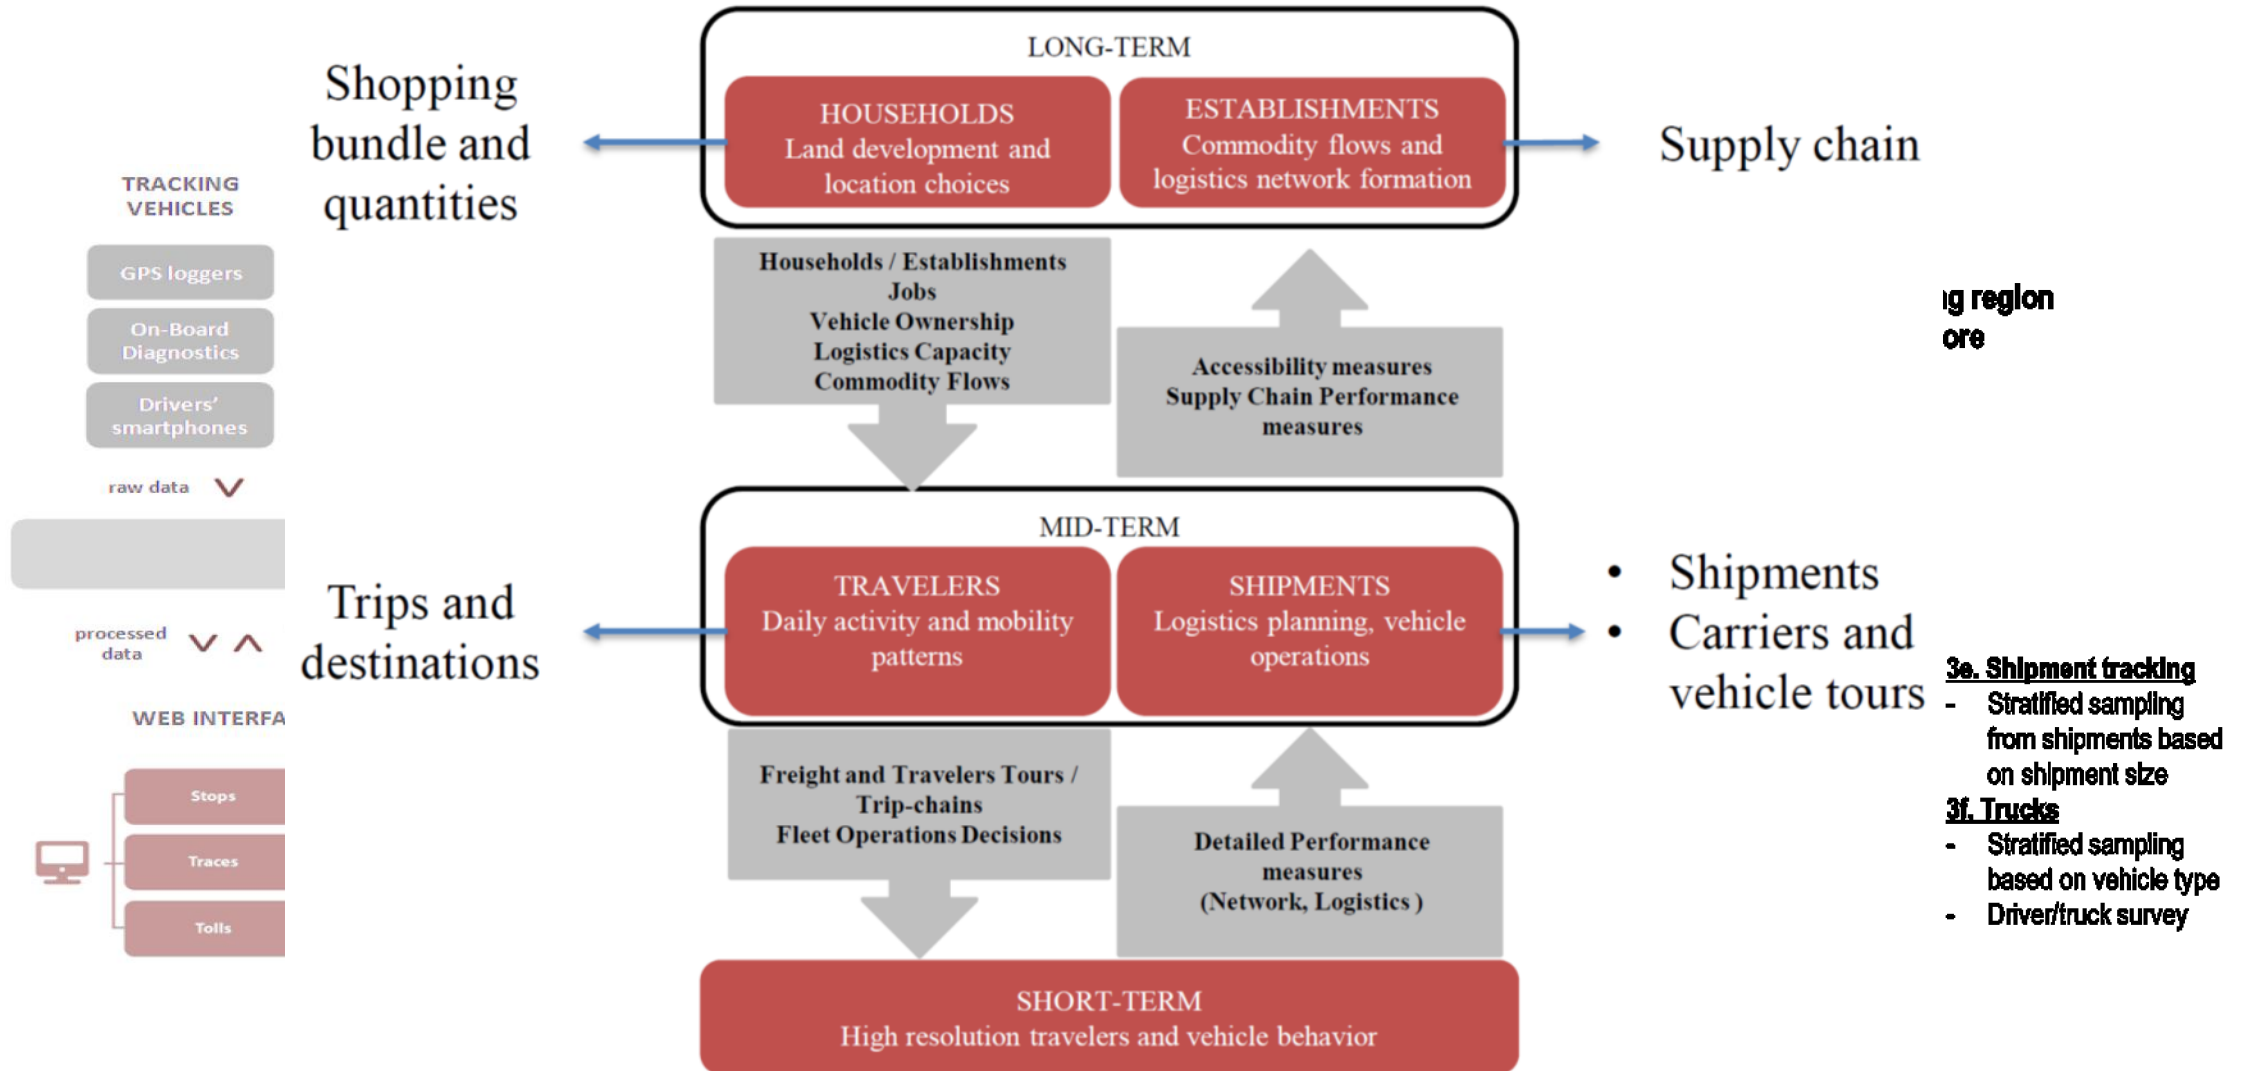 TRACKING
VEHICLES
GPS loggers
On-Board
Diagnostics
Drivers'
smartphones
raw data
processed
data
WEB INTERFA
Stops
Traces
Tolls
Shopping
bundle and
quantities
Trips and
destinations
LONG-TERM
HOUSEHOLDS
Land development and
location choices
ESTABLISHMENTS
Commodity flows and
logistics network formation
Households / Establishments
Jobs
Vehicle Ownership
Logistics Capacity
Commodity Flows
Accessibility measures
Supply Chain Performance
measures
MID-TERM
TRAVELERS
Daily activity and mobility
patterns
SHIPMENTS
Logistics planning, vehicle
operations
Freight and Travelers Tours /
Trip-chains
Fleet Operations Decisions
Detailed Performance
measures
(Network, Logistics )
SHORT-TERM
High resolution travelers and vehicle behavior
Supply chain
• Shipments
• Carriers and
vehicle tours
g region
ore
3e. Shipment tracking
- Stratified sampling
from shipments based
on shipment size
3f. Trucks
- Stratified sampling
based on vehicle type
- Driver/truck survey